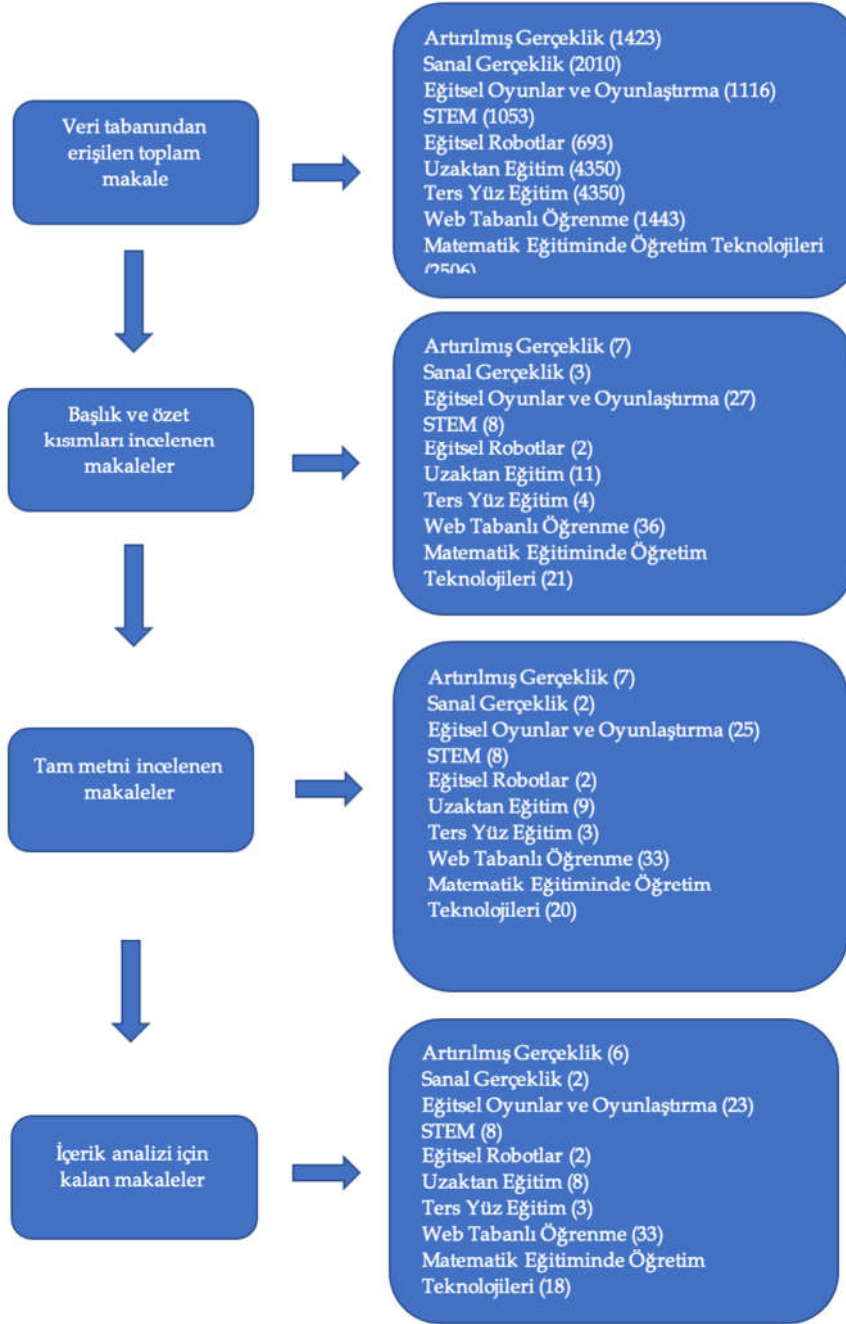 Veri tabanından
erişilen toplam
makale
Artırılmış Gerçeklik (1423)
Sanal Gerçeklik (2010)
Eğitsel Oyunlar ve Oyunlaştırma (1116)
STEM (1053)
Eğitsel Robotlar (693)
Uzaktan Eğitim (4350)
Ters Yüz Eğitim (4350)
Web Tabanlı Öğrenme (1443)
Matematik Eğitiminde Öğretim Teknolojileri
(2506)
Başlık ve özet
kısımları incelenen
makaleler
Artırılmış Gerçeklik (7)
Sanal Gerçeklik (3)
Eğitsel Oyunlar ve Oyunlaştırma (27)
STEM (8)
Eğitsel Robotlar (2)
Uzaktan Eğitim (11)
Ters Yüz Eğitim (4)
Web Tabanlı Öğrenme (36)
Matematik Eğitiminde Öğretim
Teknolojileri (21)
Tam metni incelenen
makaleler
Artırılmış Gerçeklik (7)
Sanal Gerçeklik (2)
Eğitsel Oyunlar ve Oyunlaştırma (25)
STEM (8)
Eğitsel Robotlar (2)
Uzaktan Eğitim (9)
Ters Yüz Eğitim (3)
Web Tabanlı Öğrenme (33)
Matematik Eğitiminde Öğretim
Teknolojileri (20)
İçerik analizi için
kalan makaleler
Artırılmış Gerçeklik (6)
Sanal Gerçeklik (2)
Eğitsel Oyunlar ve Oyunlaştırma (23)
STEM (8)
Eğitsel Robotlar (2)
Uzaktan Eğitim (8)
Ters Yüz Eğitim (3)
Web Tabanlı Öğrenme (33)
Matematik Eğitiminde Öğretim
Teknolojileri (18)